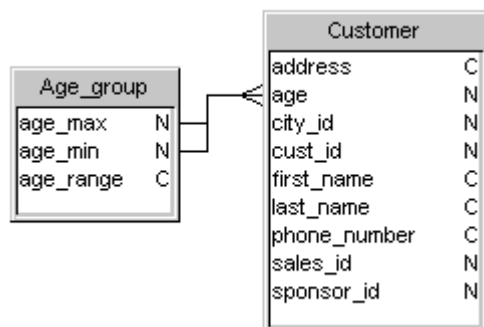 Age_group
age_max N
age_min N
age_range C
Customer
address C
age N
city_id N
cust_id N
first_name C
last_name C
phone_number C
sales_id N
sponsor_id N